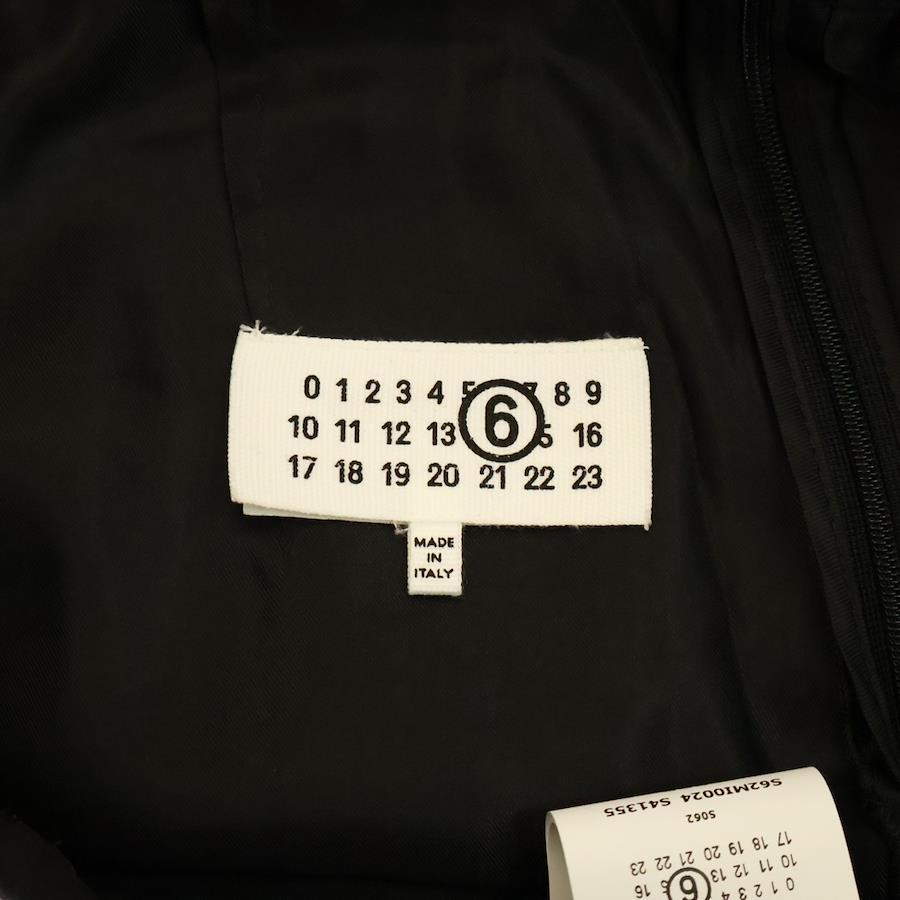 0 1 2 3 4 5 6 7 8 9
10 11 12 13 5 16
17 18 19 20 21 22 23
MADE
IN
ITALY
S62MI0024 S41355
S062
17 18 19 20 21 22 23
10 11 12 13 6 16
0 1 2 3 4